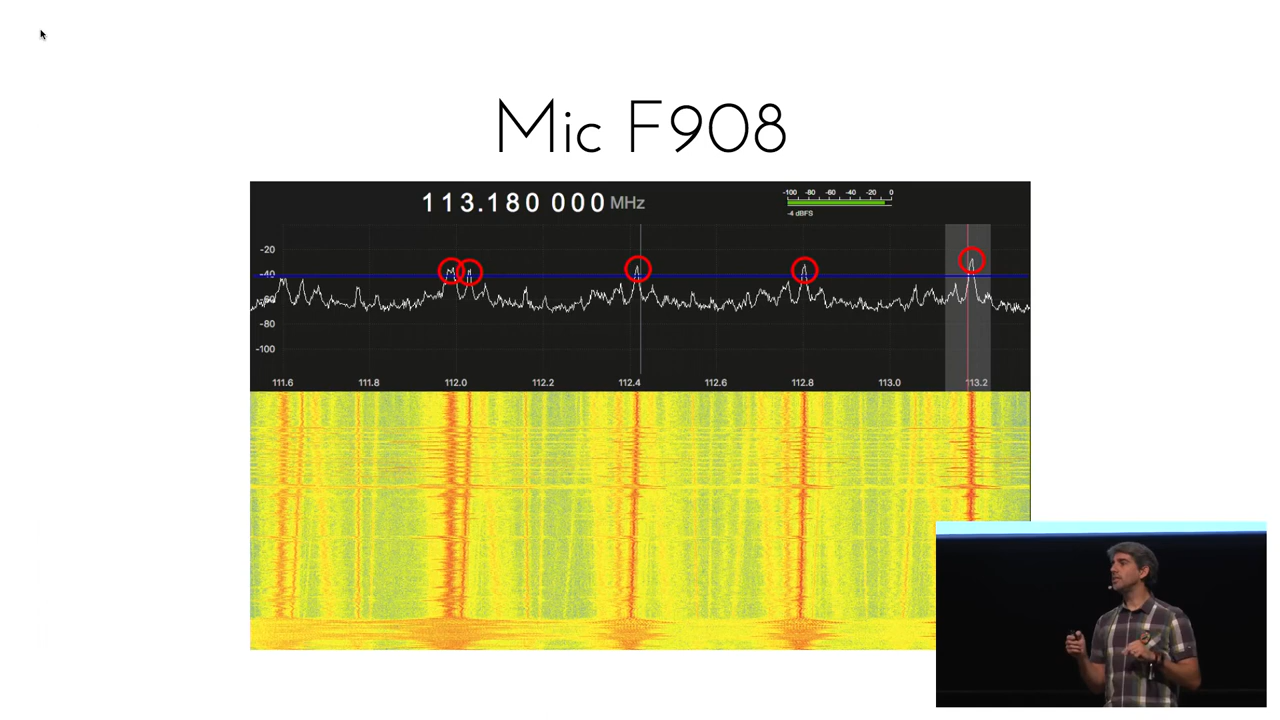 Mic F908
113.180 000 MHz
-100 -80 -60 -40 -20 0
-4 dBFS
-20
-40
-60
-80
-100
111.6 111.8 112.0 112.2 112.4 112.6 112.8 113.0 113.2